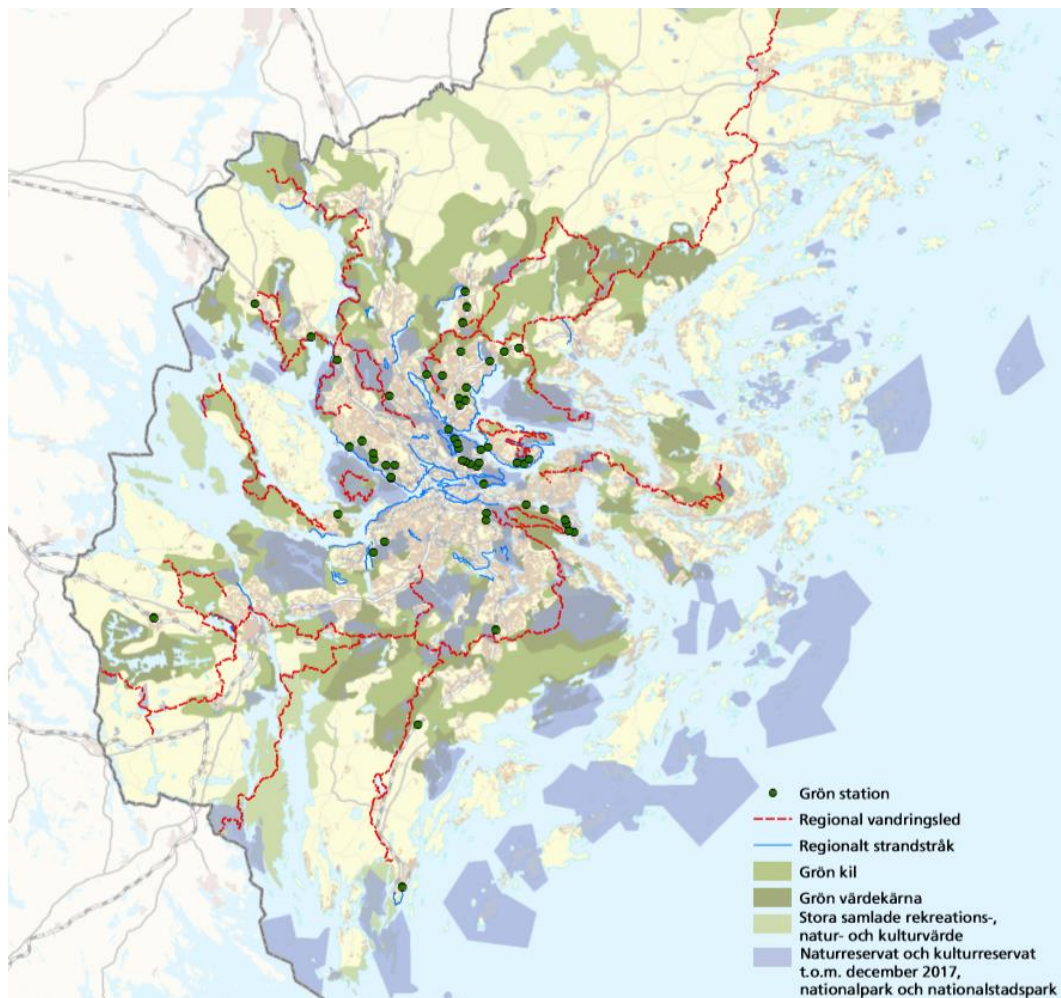 Grön station
Regional vandringsled
Regionalt strandstråk
Grön kil
Grön värdekärna
Stora samlade rekreations-,
natur- och kulturvärde
Naturreservat och kulturreservat
t.o.m. december 2017,
nationalpark och nationalstadspark